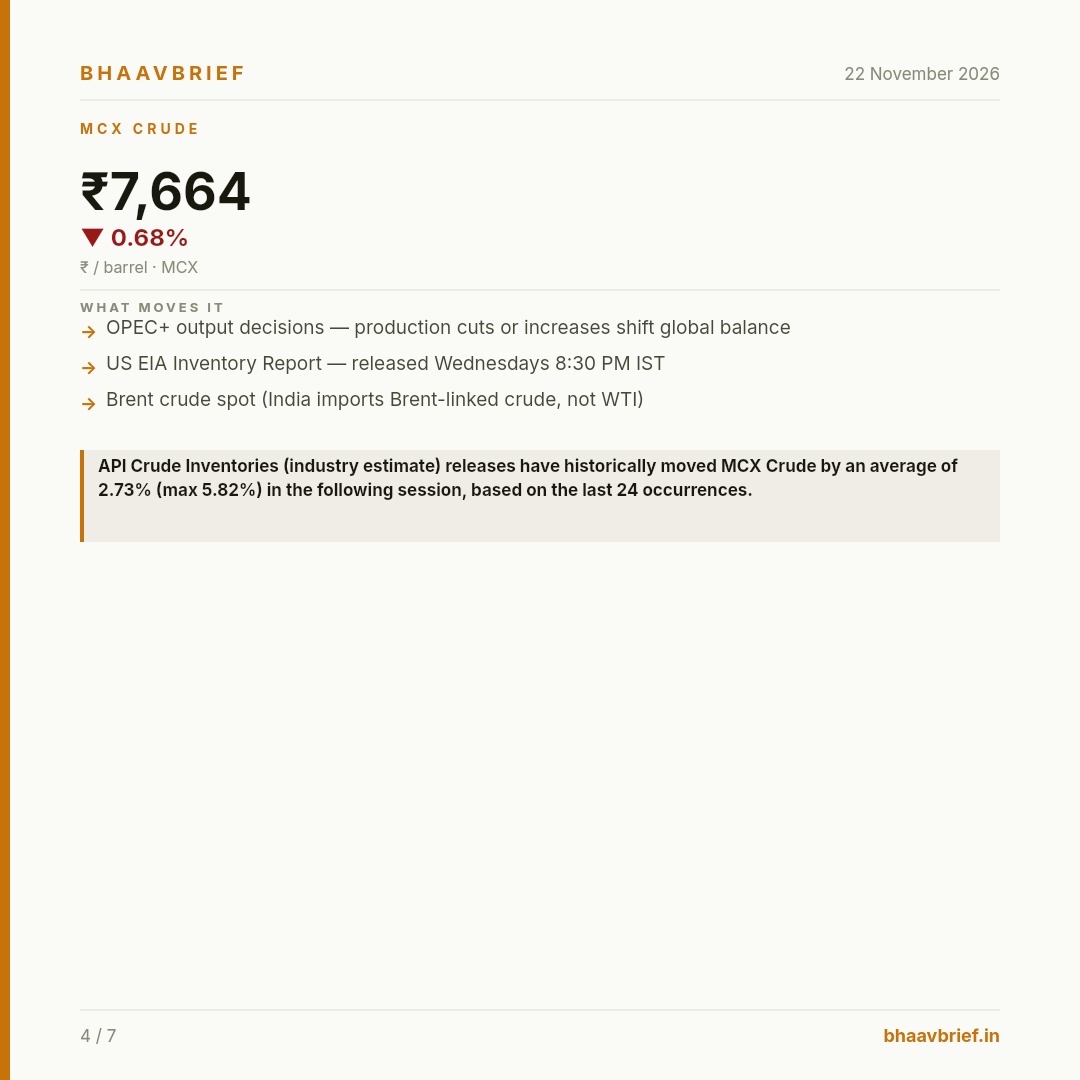 BHAAVBRIEF
22 November 2026
MCX CRUDE
₹7,664
▼ 0.68%
₹ / barrel · MCX
WHAT MOVES IT
→ OPEC+ output decisions — production cuts or increases shift global balance
→ US EIA Inventory Report — released Wednesdays 8:30 PM IST
→ Brent crude spot (India imports Brent-linked crude, not WTI)
API Crude Inventories (industry estimate) releases have historically moved MCX Crude by an average of
2.73% (max 5.82%) in the following session, based on the last 24 occurrences.
4 / 7
bhaavbrief.in